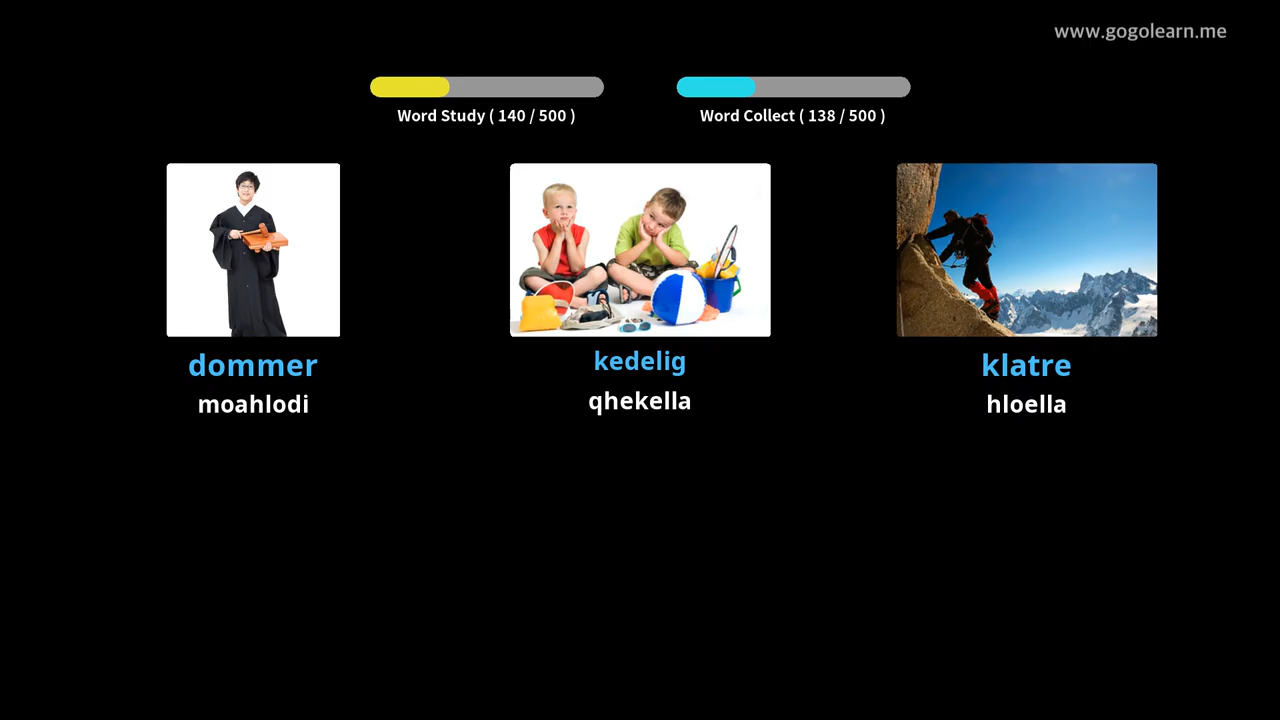 www.gogolearn.me
Word Study ( 140 / 500 )
Word Collect ( 138 / 500 )
dommer
moahlodi
kedelig
qhekella
klatre
hloella